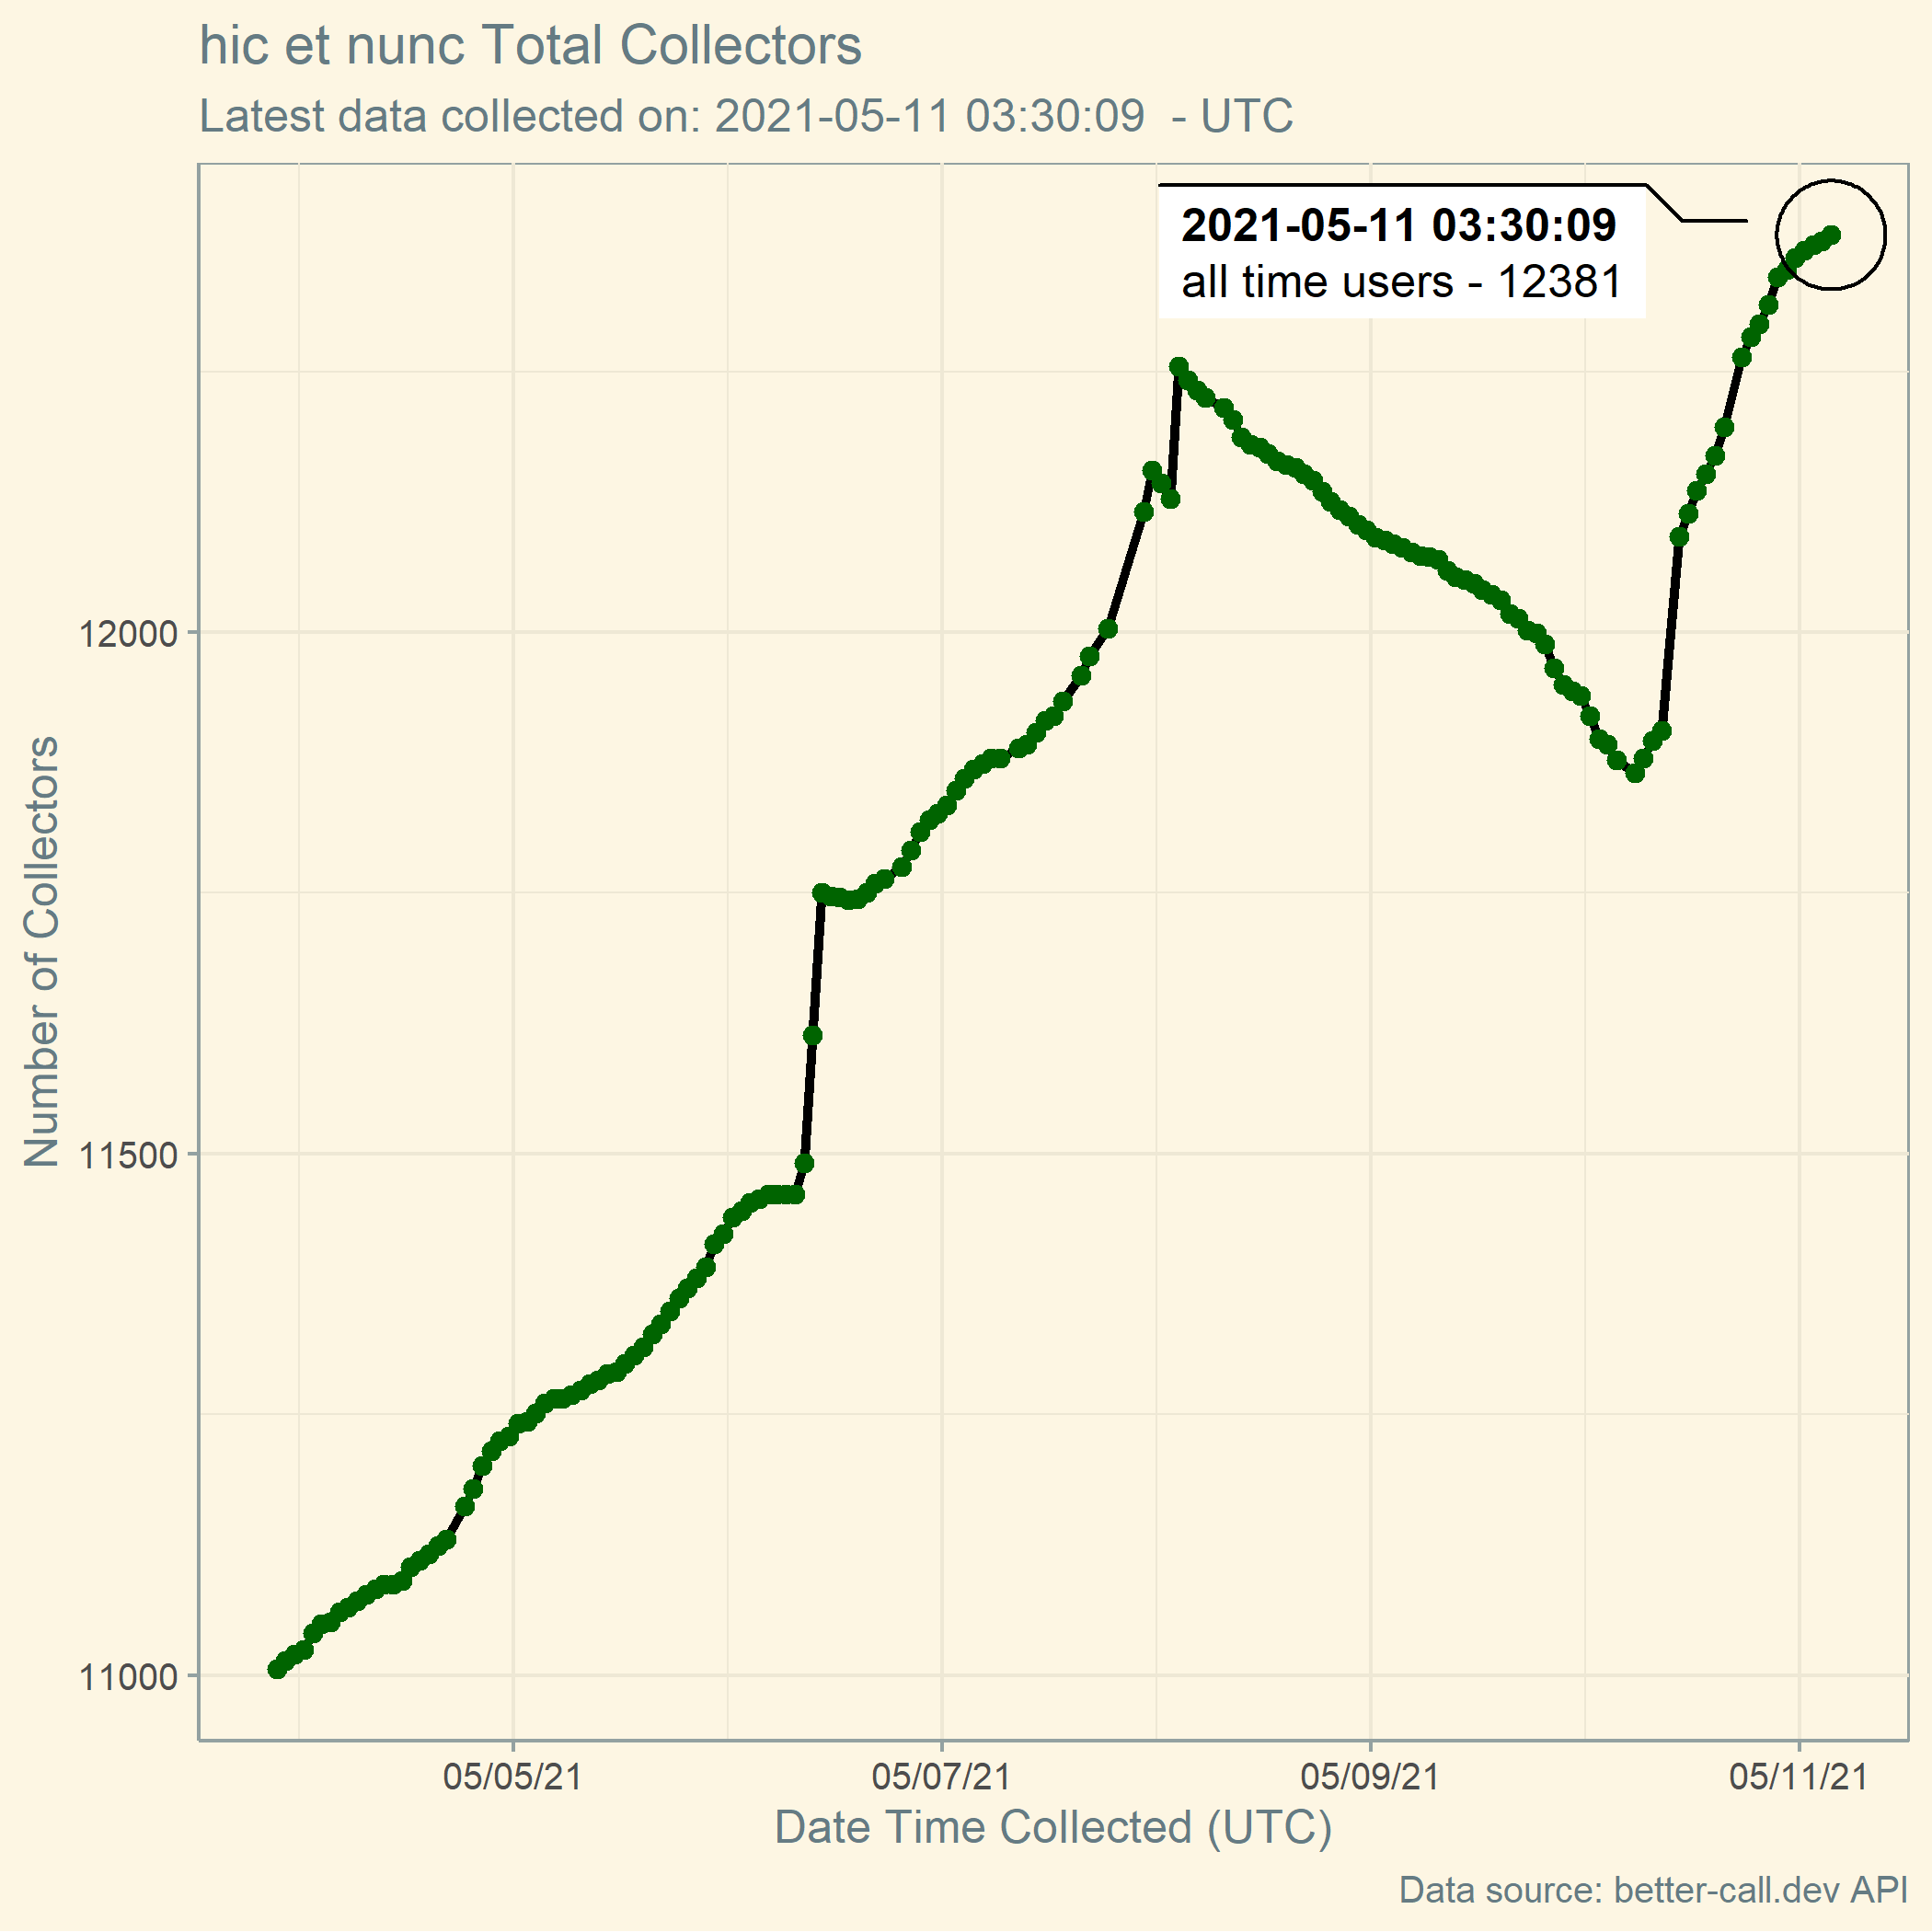 hic et nunc Total Collectors
Latest data collected on: 2021-05-11 03:30:09  - UTC
2021-05-11 03:30:09
all time users - 12381
Number of Collectors
12000
11500
11000
05/05/21
05/07/21
05/09/21
05/11/21
Date Time Collected (UTC)
Data source: better-call.dev API